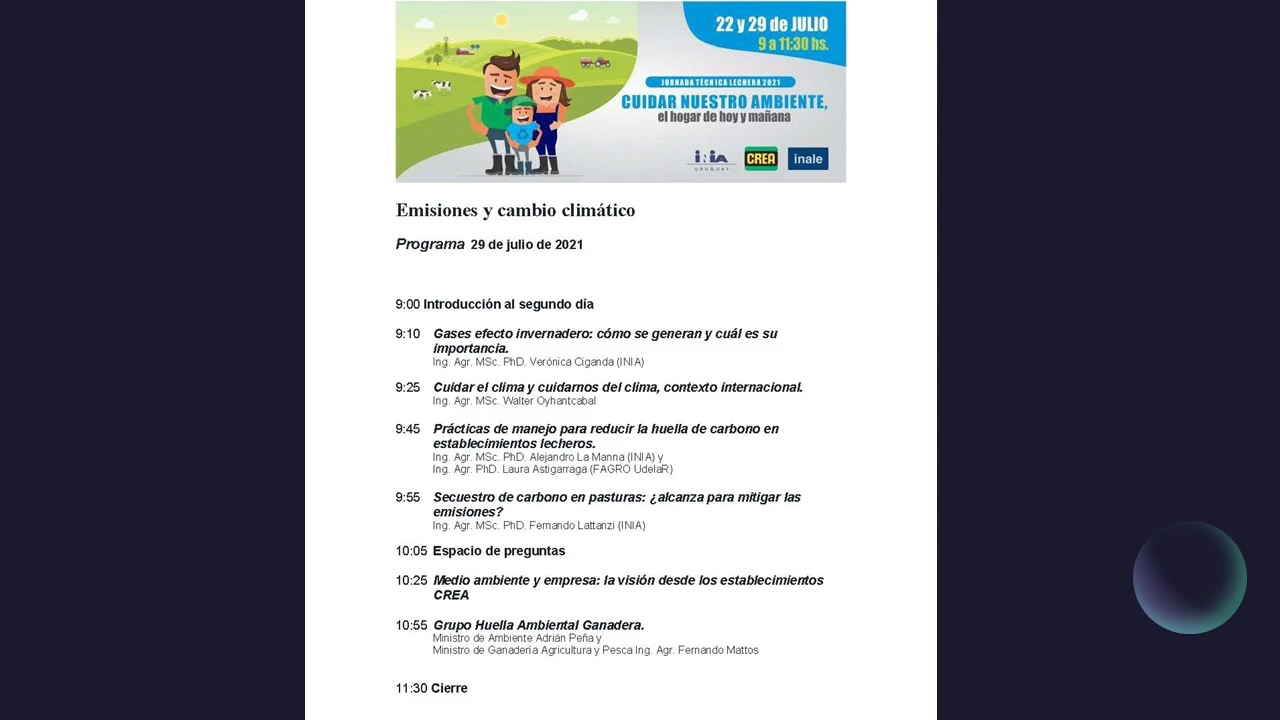 22 y 29 de JULIO
9 a 11:30 hs.
JORNADA TÉCNICA LECHERA 2021
CUIDAR NUESTRO AMBIENTE,
el hogar de hoy y mañana
INIA
URUGUAY
CREA
inale
Emisiones y cambio climático
Programa 29 de julio de 2021
9:00 Introducción al segundo día
9:10 Gases efecto invernadero: cómo se generan y cuál es su
importancia.
Ing. Agr. MSc. PhD. Verónica Ciganda (INIA)
9:25 Cuidar el clima y cuidarnos del clima, contexto internacional.
Ing. Agr. MSc. Walter Oyhantcabal
9:45 Prácticas de manejo para reducir la huella de carbono en
establecimientos lecheros.
Ing. Agr. MSc. PhD. Alejandro La Manna (INIA) y
Ing. Agr. PhD. Laura Astigarraga (FAGRO UdelaR)
9:55 Secuestro de carbono en pasturas: ¿alcanza para mitigar las
emisiones?
Ing. Agr. MSc. PhD. Fernando Lattanzi (INIA)
10:05 Espacio de preguntas
10:25 Medio ambiente y empresa: la visión desde los establecimientos
CREA
10:55 Grupo Huella Ambiental Ganadera.
Ministro de Ambiente Adrián Peña y
Ministro de Ganadería Agricultura y Pesca Ing. Agr. Fernando Mattos
11:30 Cierre